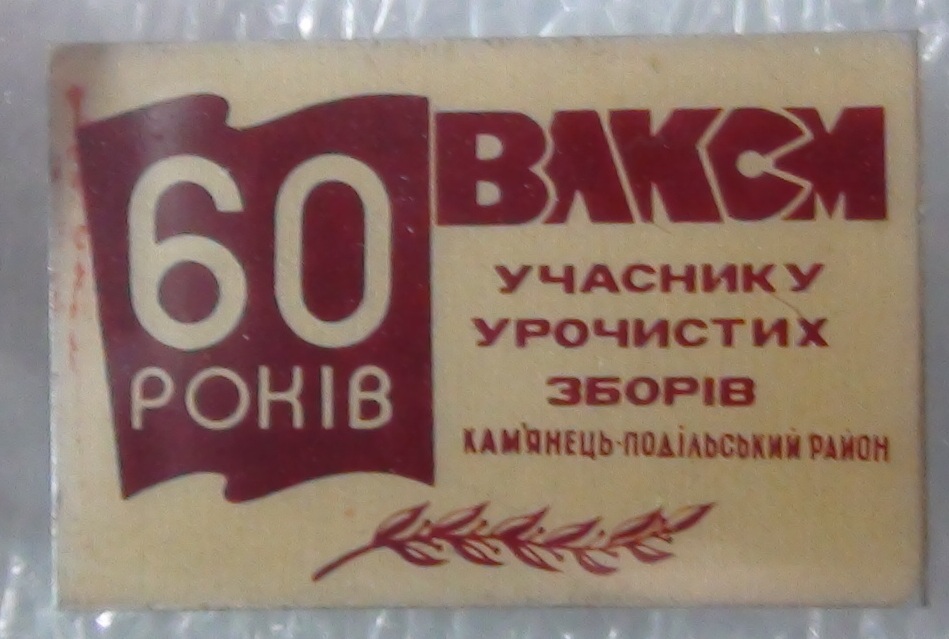 60
РОКІВ
ВЛКСМ
УЧАСНИКУ
УРОЧИСТИХ
ЗБОРІВ
КАМ'ЯНЕЦЬ-ПОДІЛЬСЬКИЙ РАЙОН